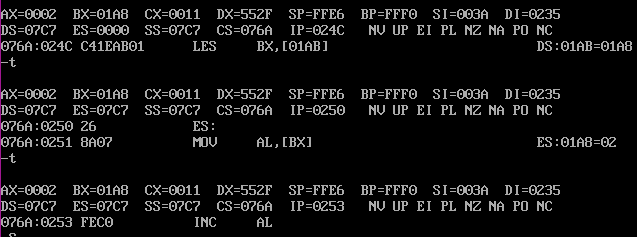 AX=0002  BX=01A8  CX=0011  DX=552F  SP=FFE6  BP=FFF0  SI=003A  DI=0235
DS=07C7  ES=0000  SS=07C7  CS=076A  IP=024C   NV UP EI PL NZ NA PO NC
076A:024C C41EAB01      LES     BX,[01AB]                          DS:01AB=01A8
-t
AX=0002  BX=01A8  CX=0011  DX=552F  SP=FFE6  BP=FFF0  SI=003A  DI=0235
DS=07C7  ES=07C7  SS=07C7  CS=076A  IP=0250   NV UP EI PL NZ NA PO NC
076A:0250 26            ES:
076A:0251 8A07          MOV     AL,[BX]                            ES:01A8=02
-t
AX=0002  BX=01A8  CX=0011  DX=552F  SP=FFE6  BP=FFF0  SI=003A  DI=0235
DS=07C7  ES=07C7  SS=07C7  CS=076A  IP=0253   NV UP EI PL NZ NA PO NC
076A:0253 FEC0          INC     AL